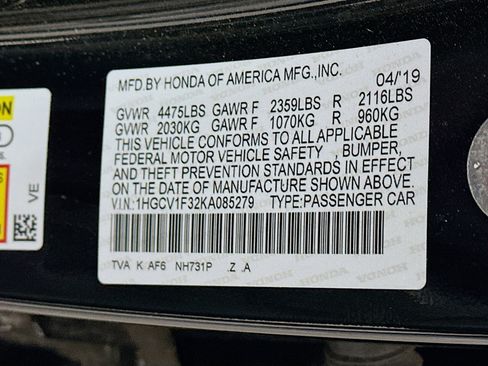 MFD.BY HONDA OF AMERICA MFG.,INC. 04/'19
GVWR 4475LBS GAWR F 2359LBS R 2116LBS
GVWR 2030KG GAWR F 1070KG R 960KG
THIS VEHICLE CONFORMS TO ALL APPLICABLE
FEDERAL MOTOR VEHICLE SAFETY , BUMPER,
AND THEFT PREVENTION STANDARDS IN EFFECT
ON THE DATE OF MANUFACTURE SHOWN ABOVE.
V.I.N.:1HGCV1F32KA085279 TYPE:PASSENGER CAR
TVA K AF6 NH731P .Z .A
VE
HONDA